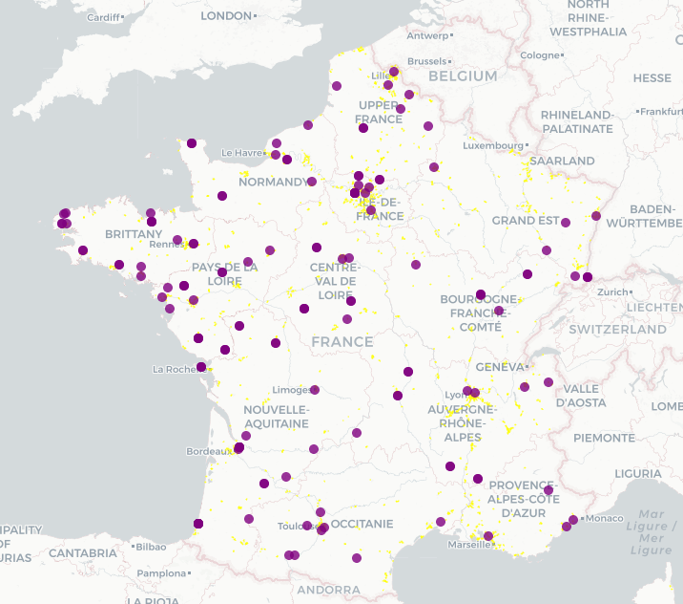 Cardiff
LONDON
NORTH
RHINE-
WESTPHALIA
Antwerp
Brussels
Cologne
Lille
BELGIUM
HESSE
UPPER
FRANCE
RHINELAND-
PALATINATE
Frankfurt
Le Havre
Luxembourg
SAARLAND
NORMANDY
ÎLE-DE-
FRANCE
GRAND EST
BADEN-
WÜRTTEMBE
BRITTANY
Rennes
PAYS DE LA
LOIRE
CENTRE-
VAL DE
LOIRE
BOURGOGNE-
FRANCHE-
COMTÉ
Zurich
LIECHTEN
SWITZERLAND
FRANCE
La Rochelle
GENEVA
Limoges
Lyon
VALLE
D'AOSTA
LOMB
NOUVELLE-
AQUITAINE
AUVERGNE-
RHÔNE-
ALPES
PIEMONTE
Bordeaux
LIGURIA
PROVENCE-
ALPES-CÔTE
D'AZUR
Monaco
Mar
Ligure /
Mer
Ligure
Toulouse
OCCITANIE
Marseille
IPALITY
OF
URIAS
CANTABRIA
Bilbao
Pamplona
ANDORRA
LA RIOJA